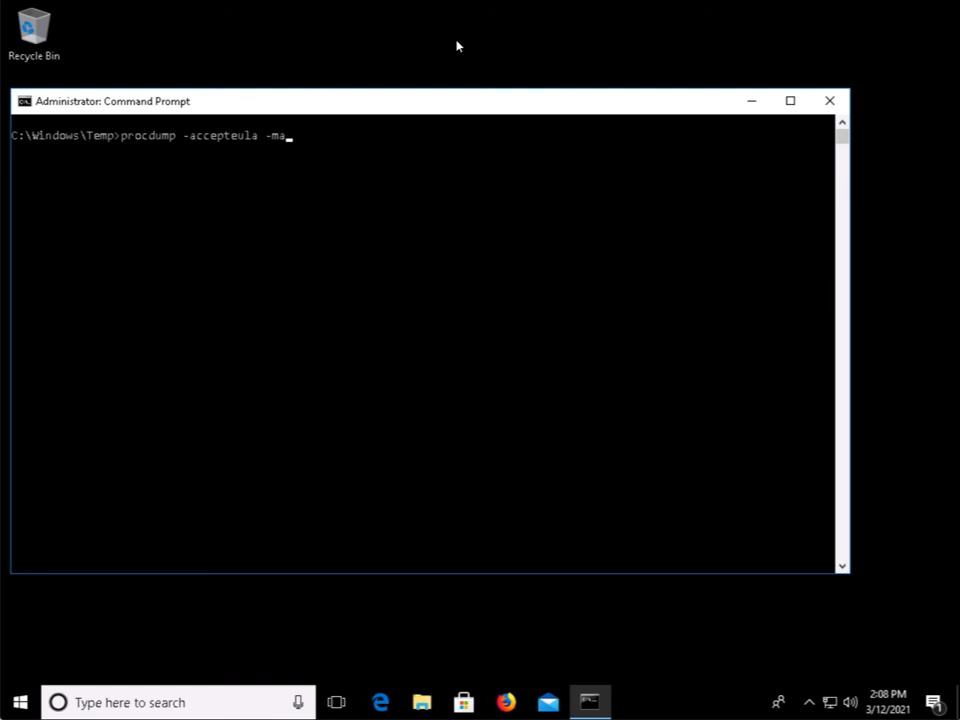 Recycle Bin
Administrator: Command Prompt
C:\Windows\Temp>procdump -accepteula -ma
Type here to search
2:08 PM
3/12/2021
1